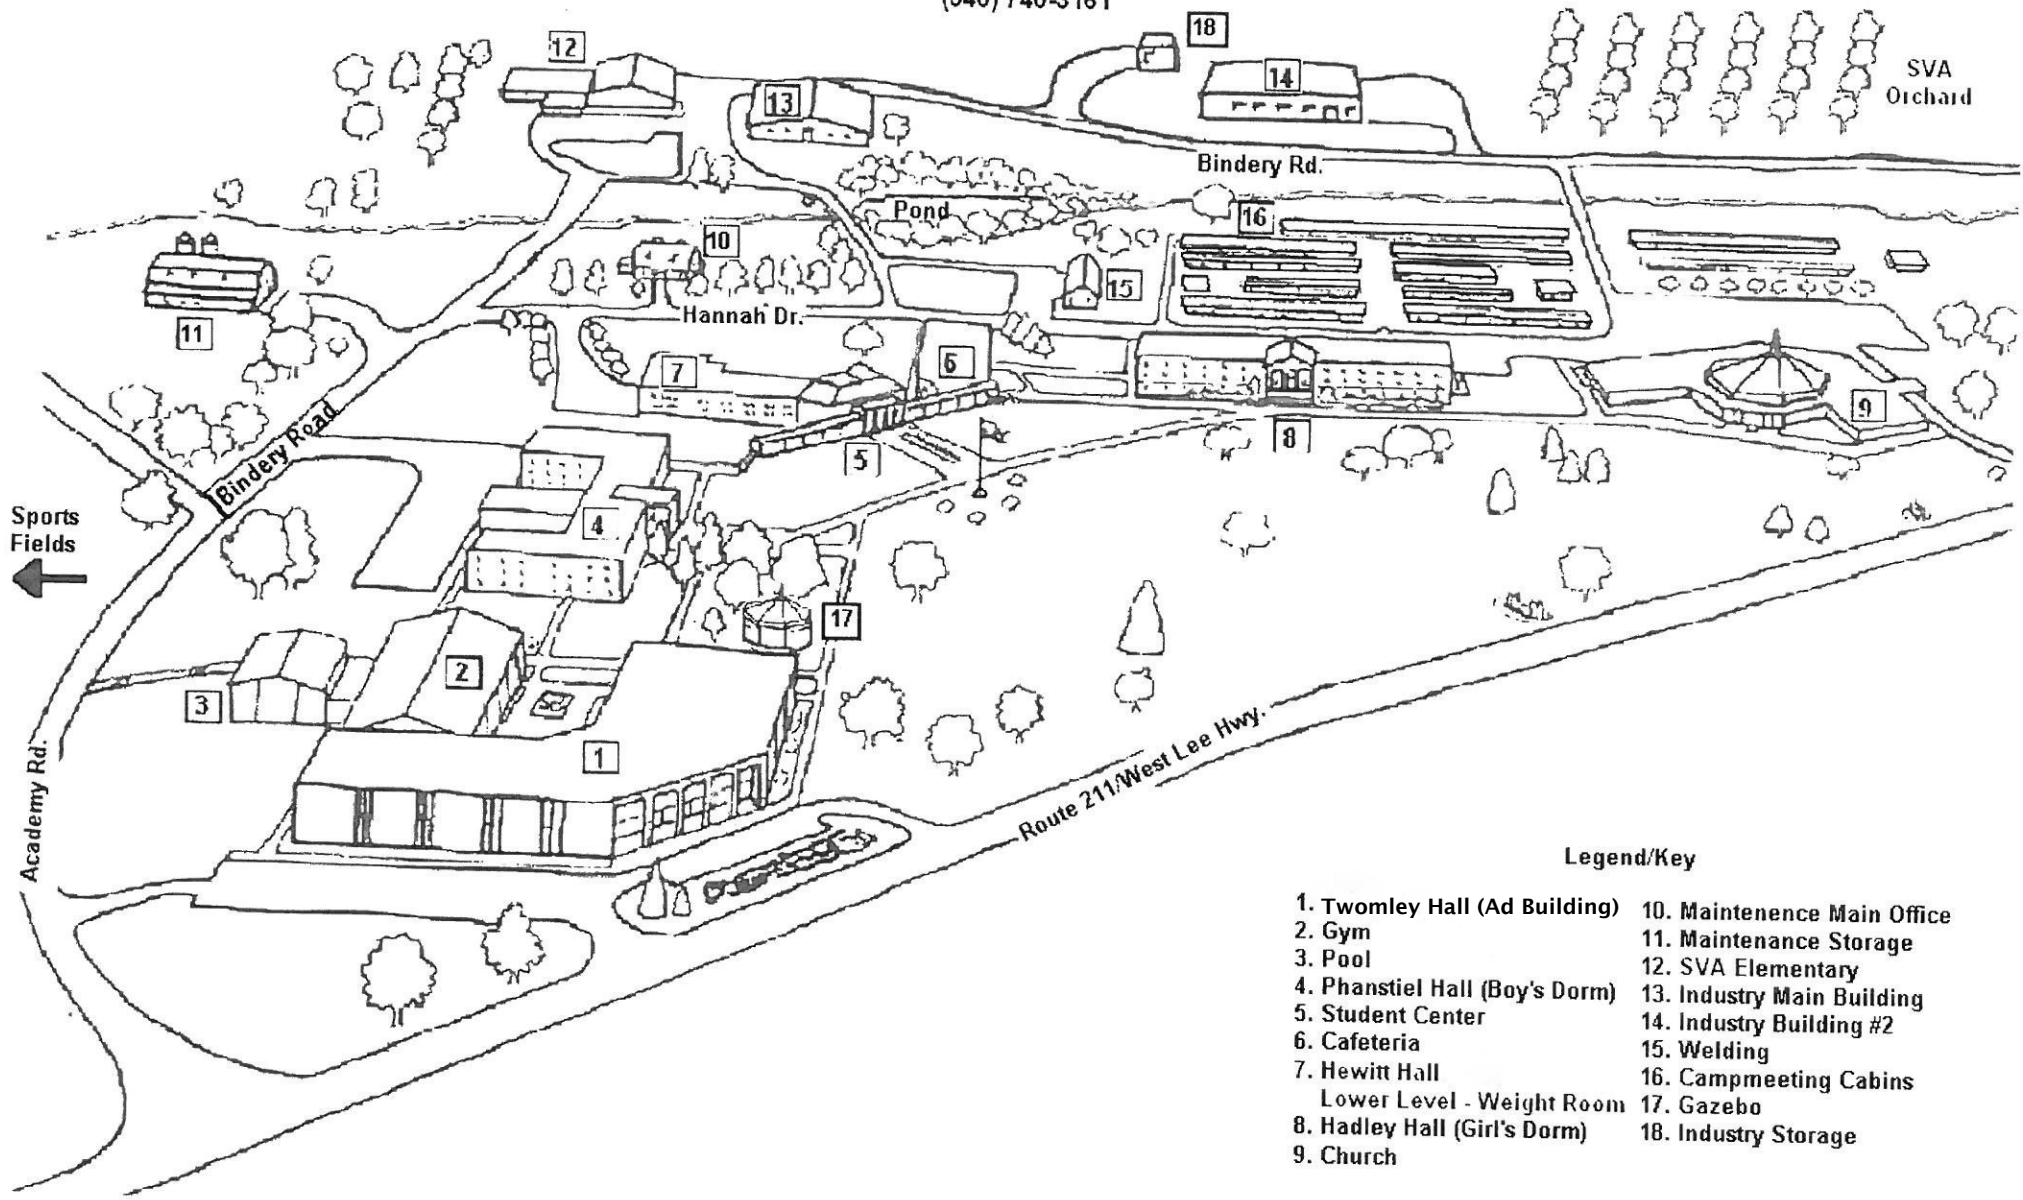 (540) 740-3161
18
12
14
13
SVA
Orchard
Bindery Rd.
Pond
16
10
15
11
Hannah Dr.
6
7
9
8
5
Bindery Road
Sports
Fields
4
17
2
3
1
Academy Rd.
Route 211/West Lee Hwy.
Legend/Key
1. Twomley Hall (Ad Building)
2. Gym
3. Pool
4. Phanstiel Hall (Boy's Dorm)
5. Student Center
6. Cafeteria
7. Hewitt Hall
Lower Level - Weight Room
8. Hadley Hall (Girl's Dorm)
9. Church
10. Maintenence Main Office
11. Maintenance Storage
12. SVA Elementary
13. Industry Main Building
14. Industry Building #2
15. Welding
16. Campmeeting Cabins
17. Gazebo
18. Industry Storage